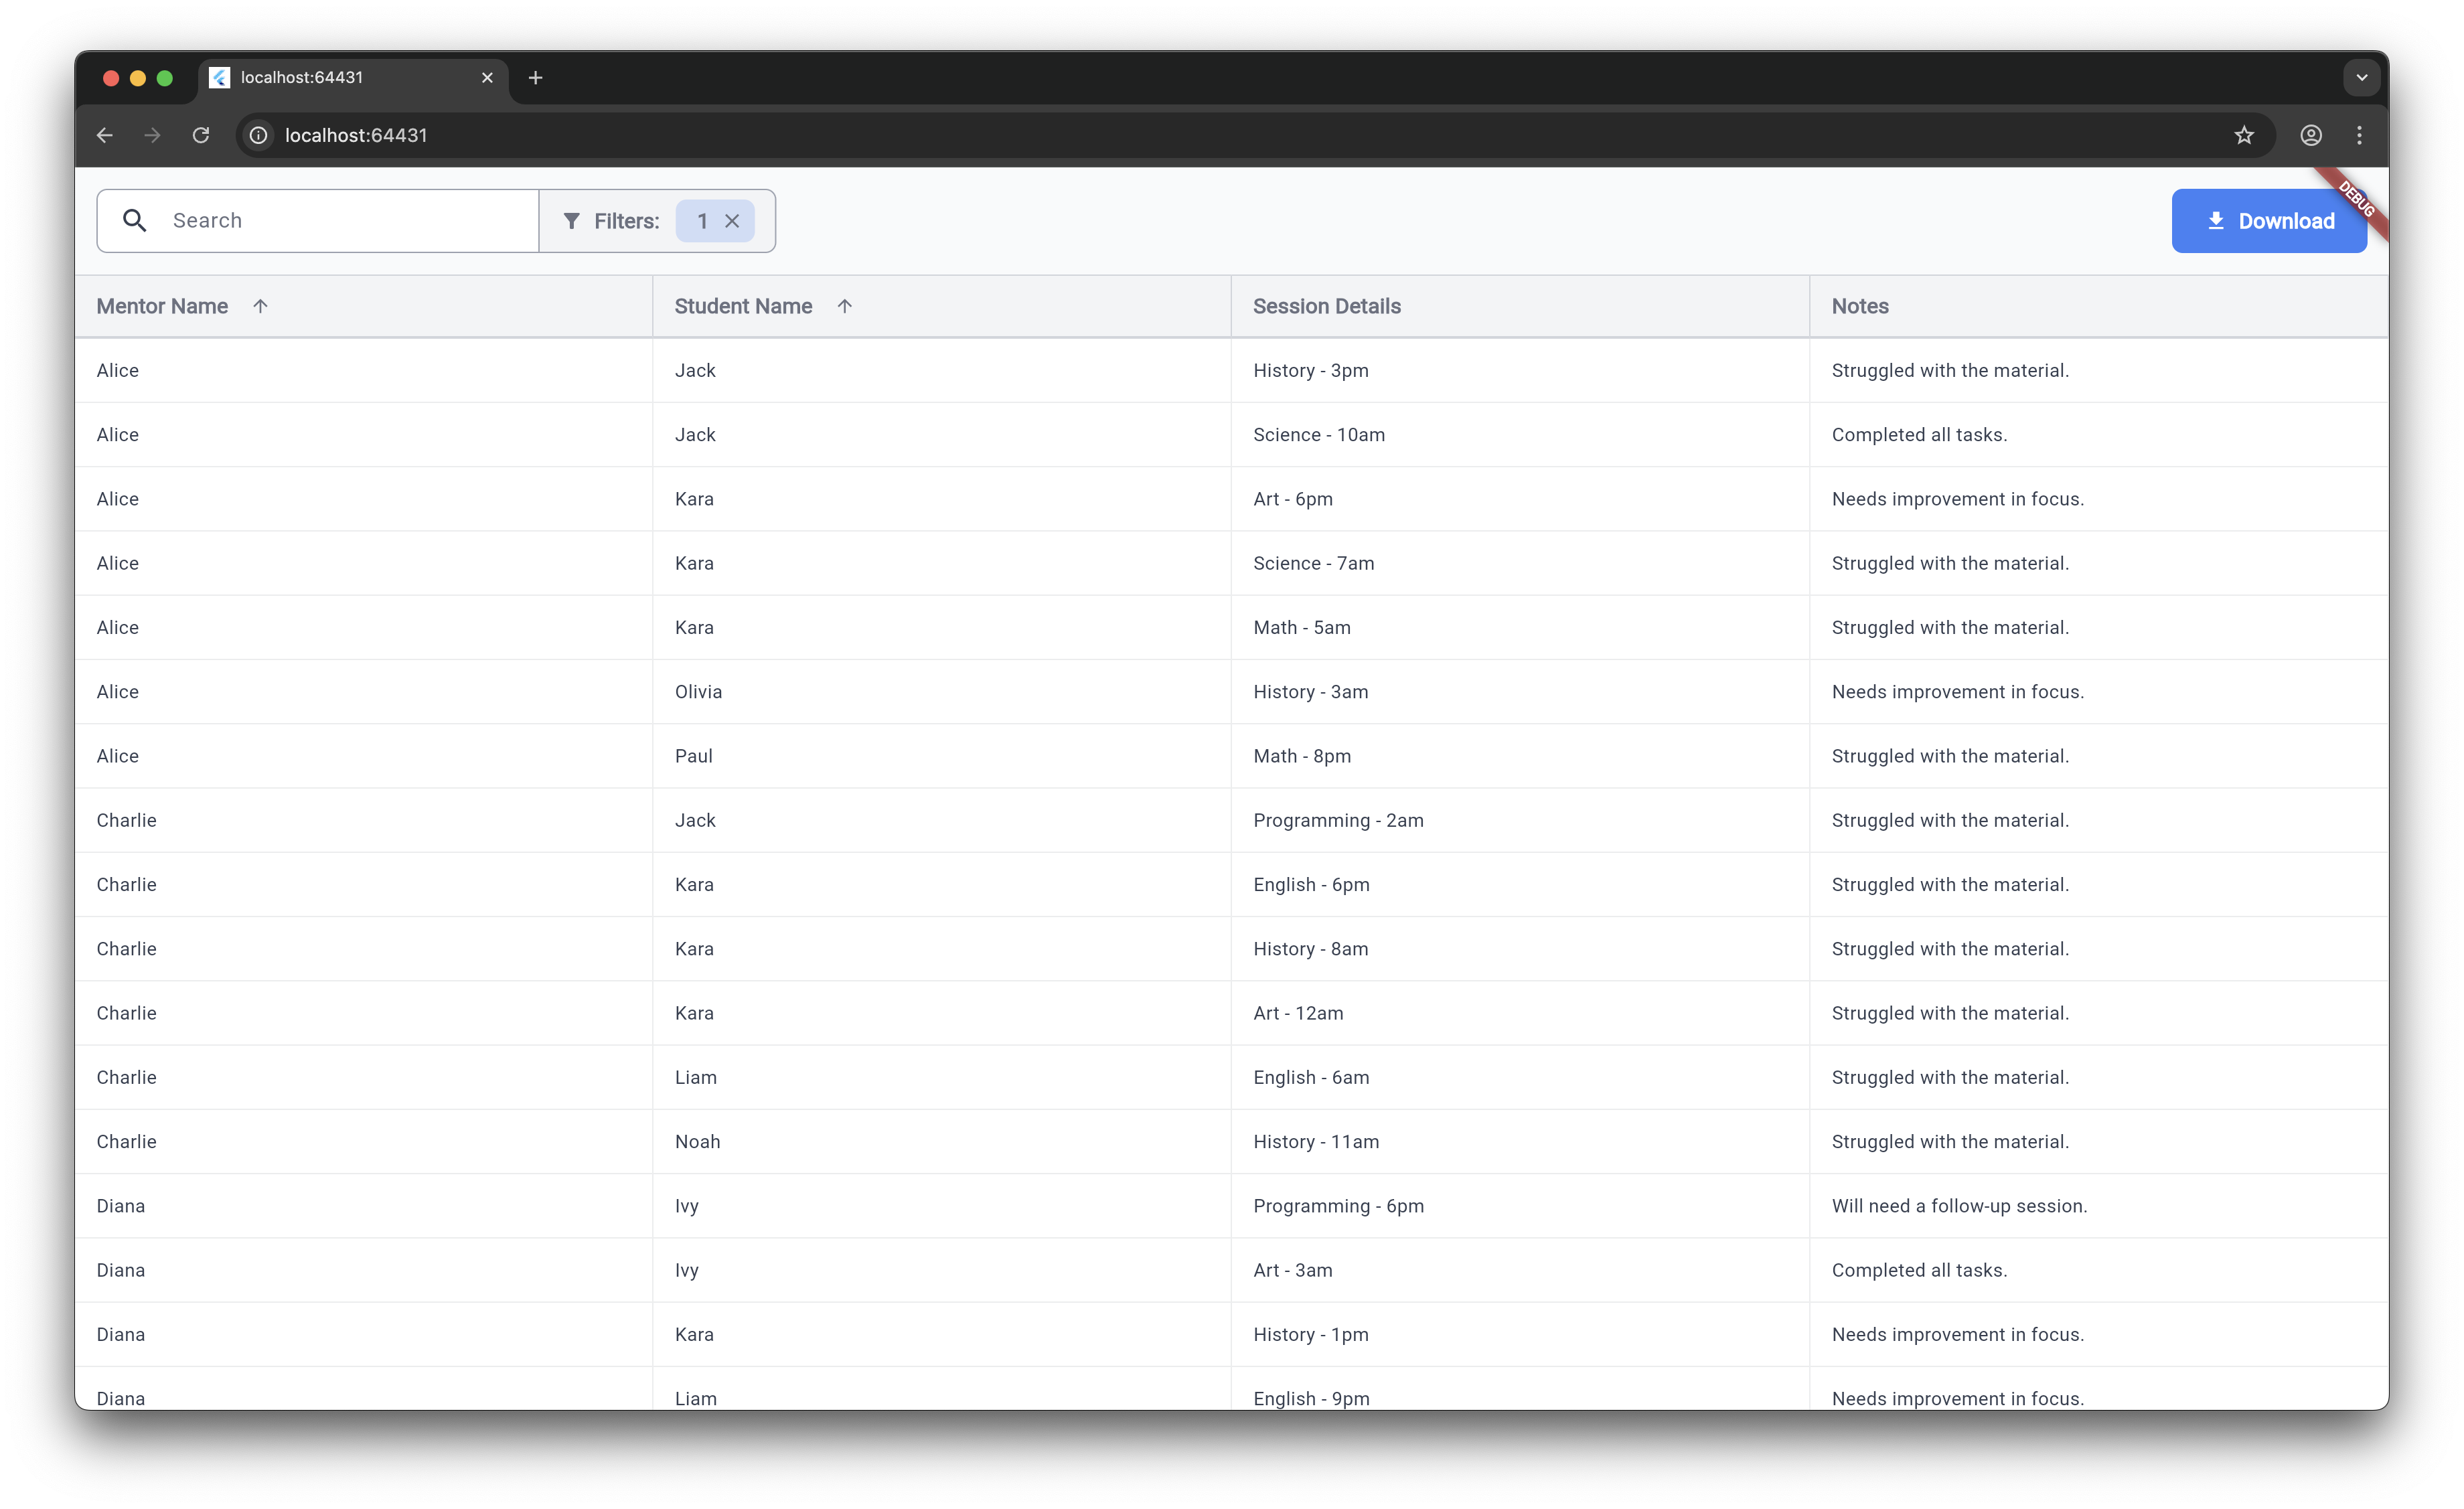 localhost:64431
localhost:64431
Search Filters: 1 Download
DEBUG
Mentor Name Student Name Session Details Notes
Alice Jack History - 3pm Struggled with the material.
Alice Jack Science - 10am Completed all tasks.
Alice Kara Art - 6pm Needs improvement in focus.
Alice Kara Science - 7am Struggled with the material.
Alice Kara Math - 5am Struggled with the material.
Alice Olivia History - 3am Needs improvement in focus.
Alice Paul Math - 8pm Struggled with the material.
Charlie Jack Programming - 2am Struggled with the material.
Charlie Kara English - 6pm Struggled with the material.
Charlie Kara History - 8am Struggled with the material.
Charlie Kara Art - 12am Struggled with the material.
Charlie Liam English - 6am Struggled with the material.
Charlie Noah History - 11am Struggled with the material.
Diana Ivy Programming - 6pm Will need a follow-up session.
Diana Ivy Art - 3am Completed all tasks.
Diana Kara History - 1pm Needs improvement in focus.
Diana Liam English - 9pm Needs improvement in focus.